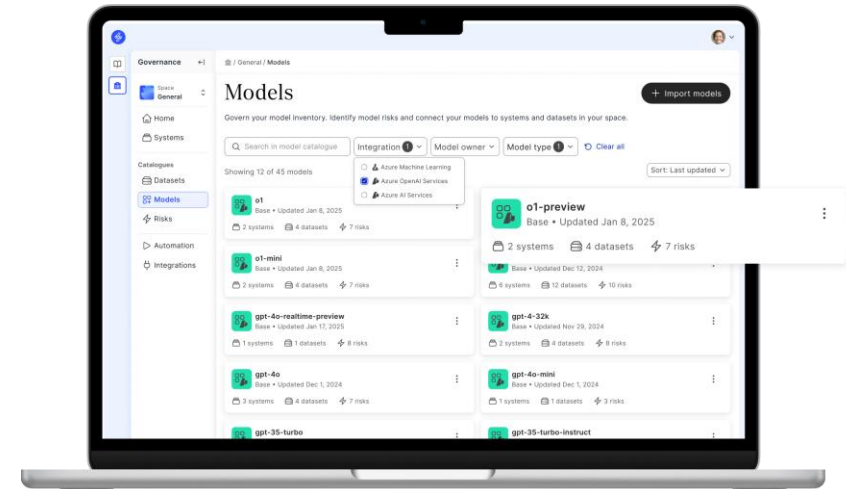 Governance
/ General / Models
Space
General
Home
Systems
Catalogues
Datasets
Models
Risks
Automation
Integrations
Models
+ Import models
Govern your model inventory. Identify model risks and connect your models to systems and datasets in your space.
Search in model catalogue
Integration 1
Model owner
Model type 1
Clear all
Azure Machine Learning
Azure OpenAI Services
Azure AI Services
Showing 12 of 45 models
Sort: Last updated
o1
Base • Updated Jan 8, 2025
2 systems 4 datasets 7 risks
o1-preview
Base • Updated Jan 8, 2025
2 systems 4 datasets 7 risks
o1-mini
Base • Updated Jan 8, 2025
2 systems 4 datasets 7 risks
Base • Updated Dec 12, 2024
6 systems 12 datasets 10 risks
gpt-4o-realtime-preview
Base • Updated Jan 17, 2025
1 systems 1 datasets 8 risks
gpt-4-32k
Base • Updated Nov 29, 2024
2 systems 4 datasets 8 risks
gpt-4o
Base • Updated Dec 1, 2024
3 systems 4 datasets 7 risks
gpt-4o-mini
Base • Updated Dec 1, 2024
1 systems 1 datasets 3 risks
gpt-35-turbo
gpt-35-turbo-instruct